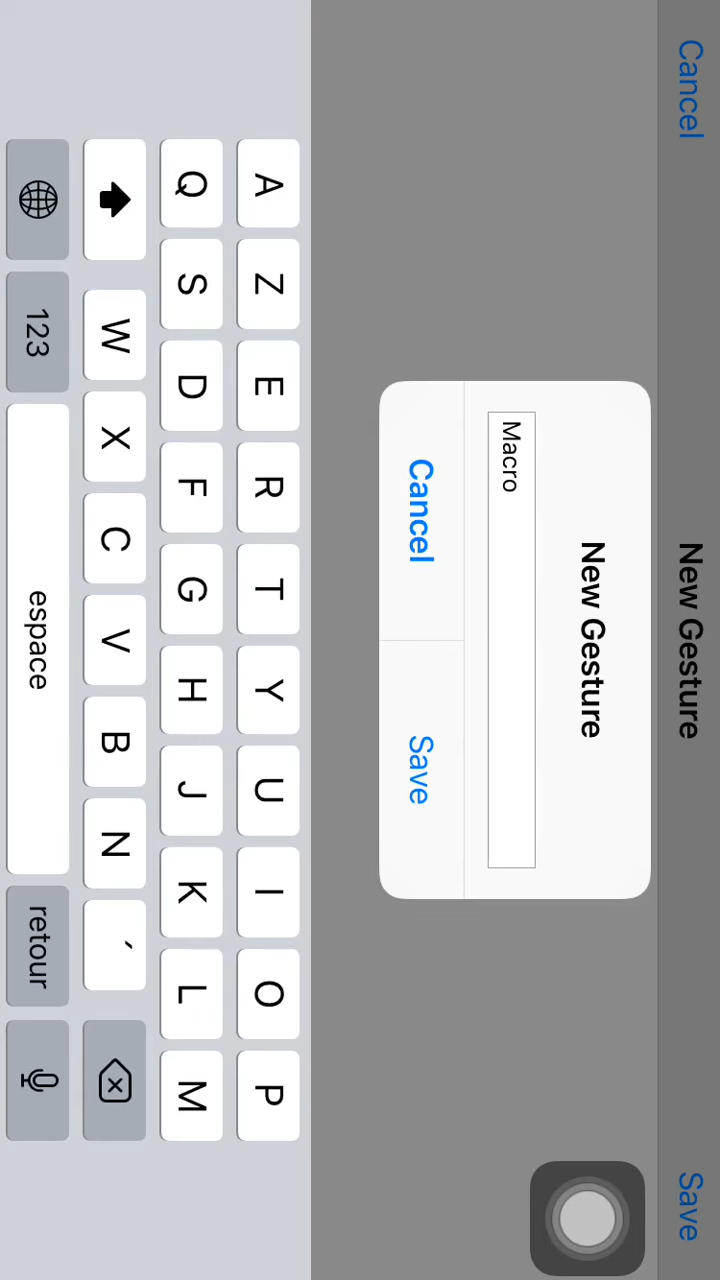 Cancel New Gesture Save
New Gesture
Macro
Cancel Save
A Z E R T Y U I O P
Q S D F G H J K L M
W X C V B N ´
123 espace retour